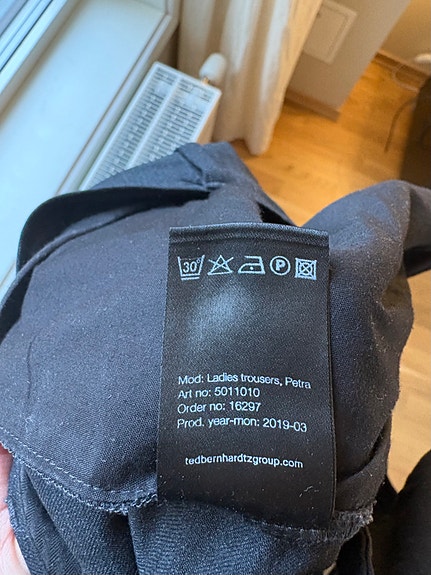 30° P
Mod: Ladies trousers, Petra
Art no: 5011010
Order no: 16297
Prod. year-mon: 2019-03
tedbernhardtzgroup.com